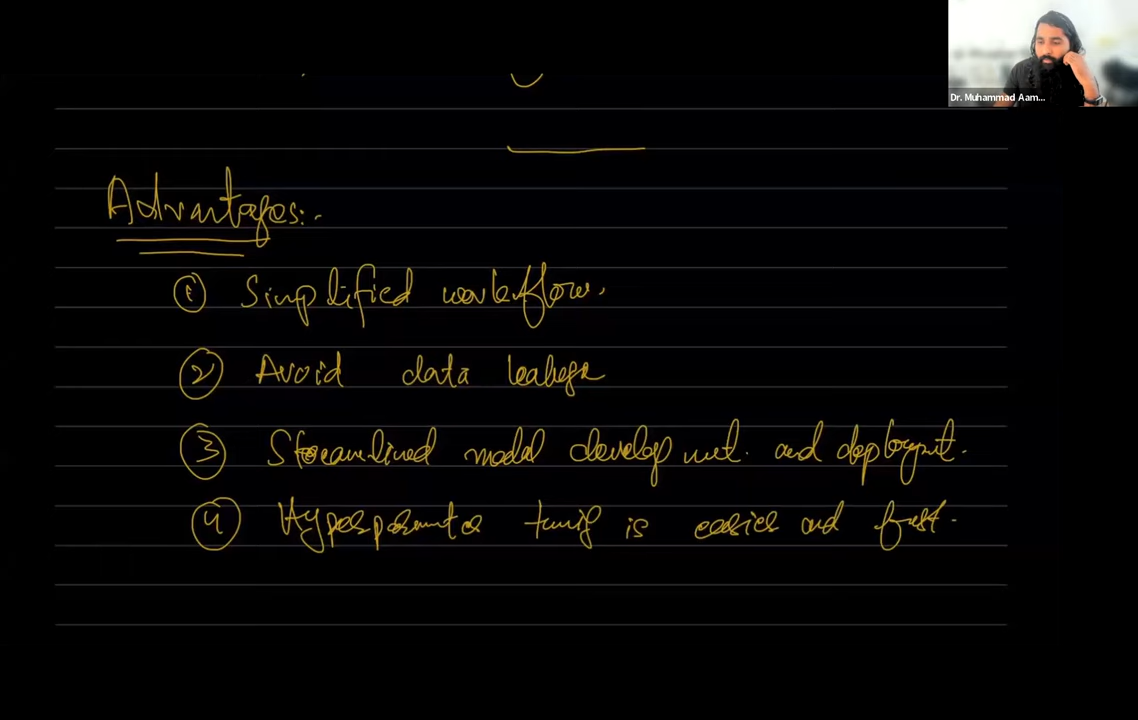 Dr. Muhammad Aam...
Advantages:-
① Simplified workflow.
② Avoid data leakage
③ Streamlined model development. and deployment.
④ Hyperparameter tuning is easier and fast.